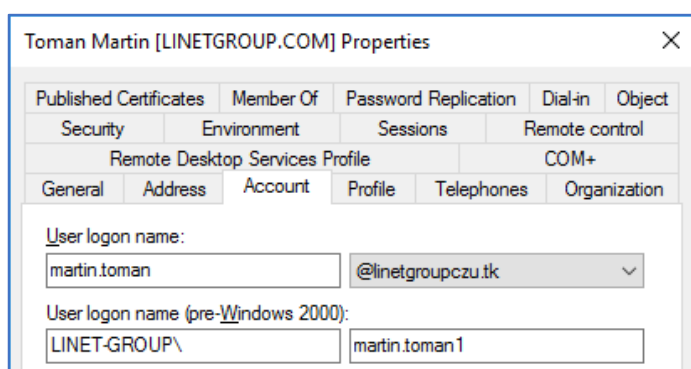 Toman Martin [LINETGROUP.COM] Properties
Published Certificates Member Of Password Replication Dial-in Object
Security Environment Sessions Remote control
Remote Desktop Services Profile COM+
General Address Account Profile Telephones Organization
User logon name:
martin.toman @linetgroupczu.tk
User logon name (pre-Windows 2000):
LINET-GROUP\ martin.toman1